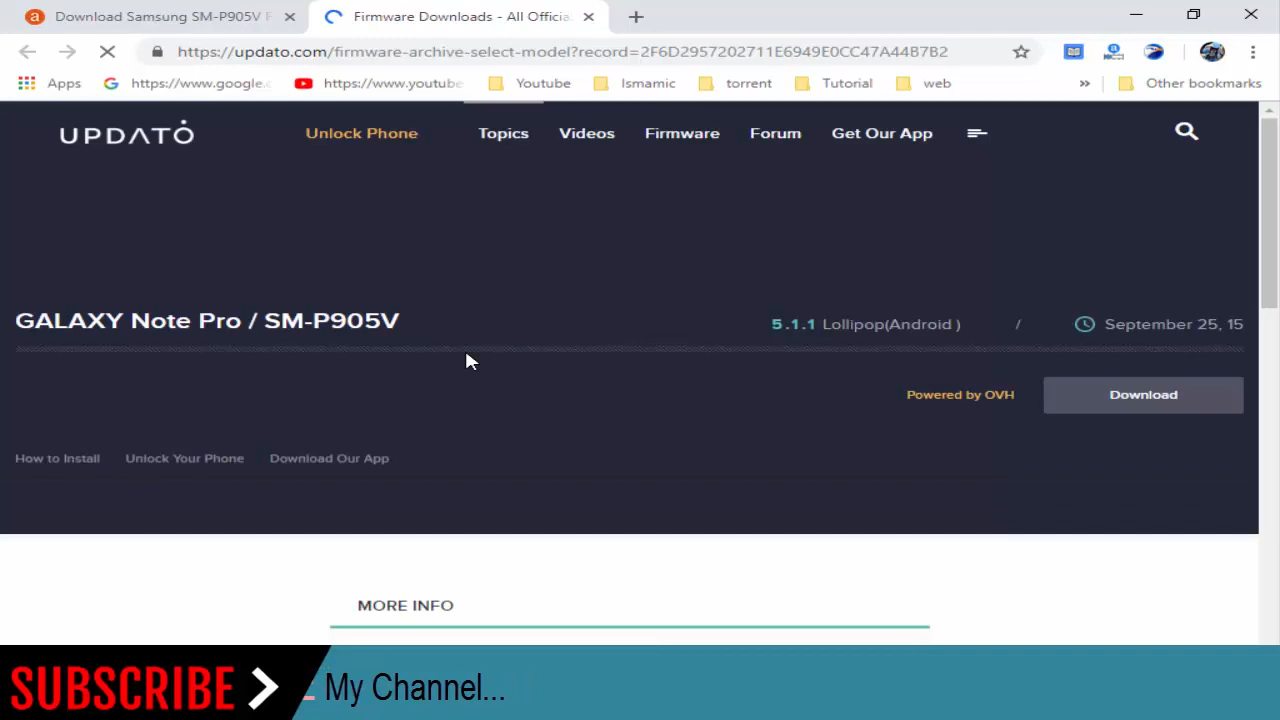 Download Samsung SM-P905V F
Firmware Downloads - All Officia
https://updato.com/firmware-archive-select-model?record=2F6D2957202711E6949E0CC47A44B7B2
Apps https://www.google.c https://www.youtube Youtube Ismamic torrent Tutorial web » Other bookmarks
UPDATO Unlock Phone Topics Videos Firmware Forum Get Our App
GALAXY Note Pro / SM-P905V 5.1.1 Lollipop(Android ) / September 25, 15
Powered by OVH Download
How to Install Unlock Your Phone Download Our App
MORE INFO
SUBSCRIBE My Channel...